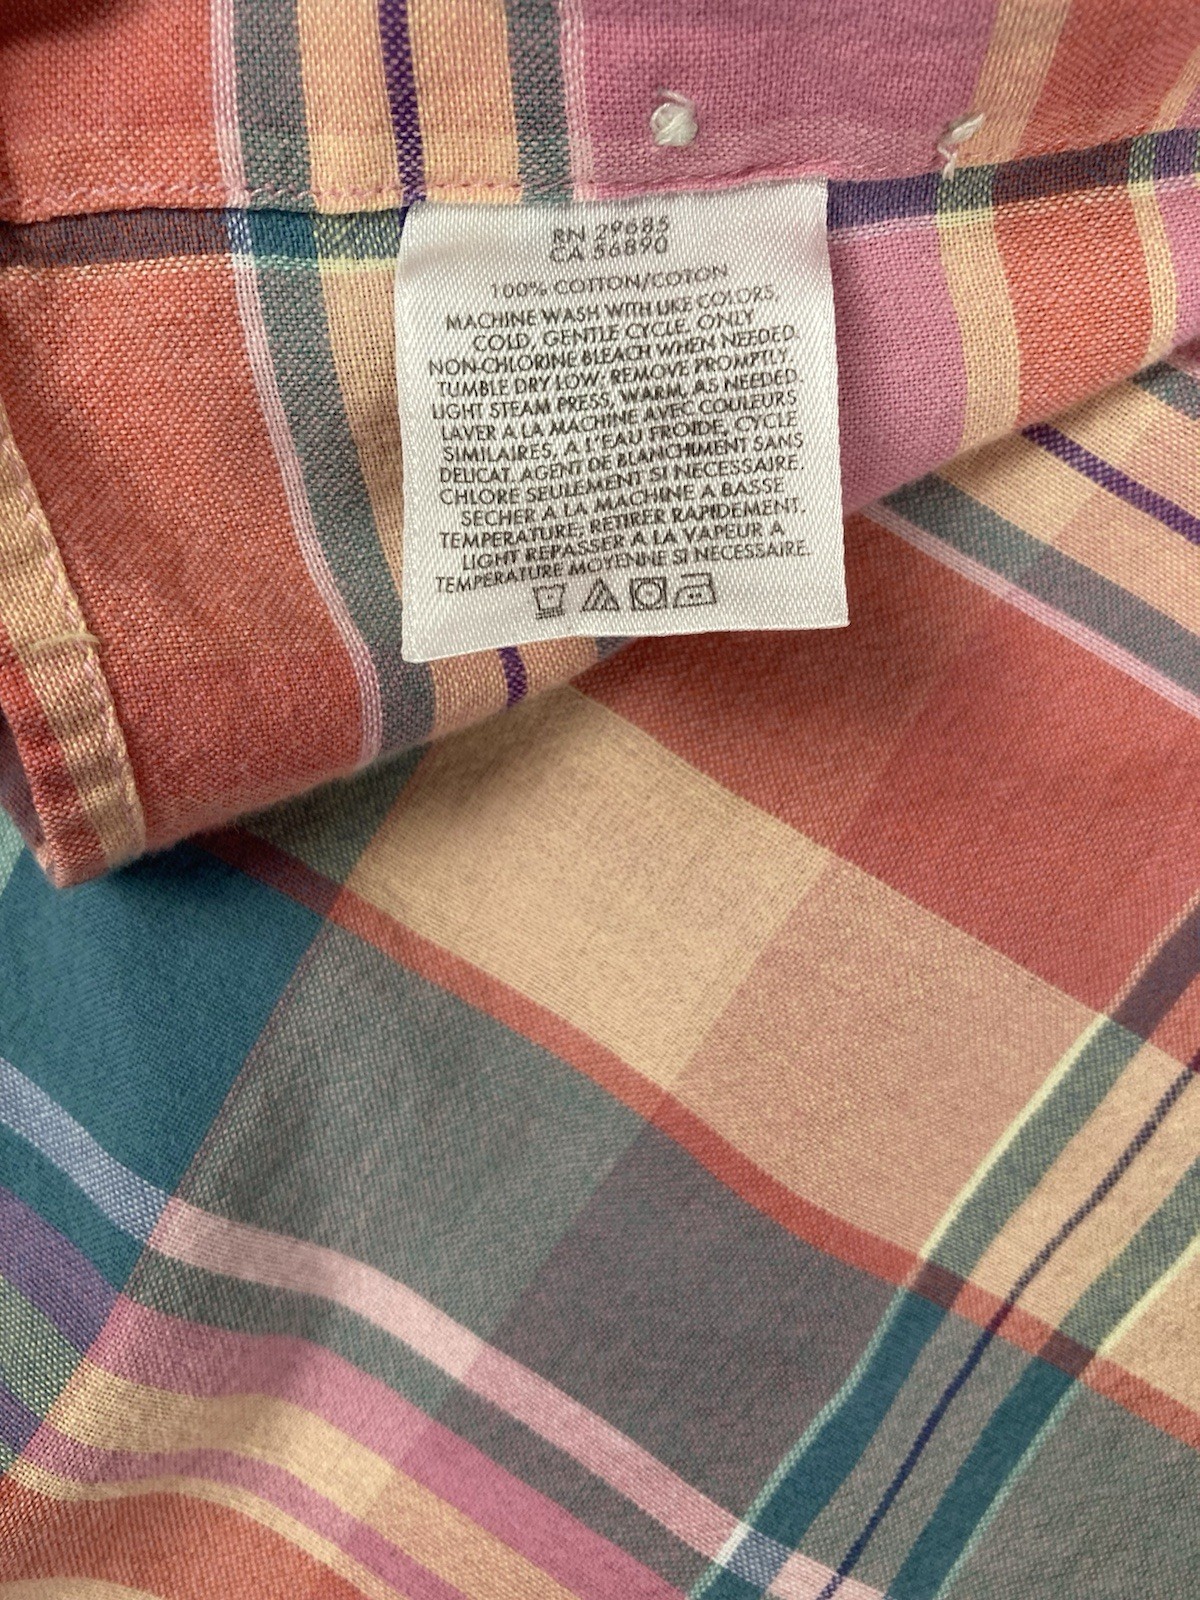 RN 29685
CA 56890
100% COTTON/COTON
MACHINE WASH WITH LIKE COLORS,
COLD, GENTLE CYCLE, ONLY
NON-CHLORINE BLEACH WHEN NEEDED.
TUMBLE DRY LOW, REMOVE PROMPTLY.
LIGHT STEAM PRESS, WARM, AS NEEDED.
LAVER A LA MACHINE AVEC COULEURS
SIMILAIRES, A L'EAU FROIDE, CYCLE
DELICAT. AGENT DE BLANCHIMENT SANS
CHLORE SEULEMENT SI NECESSAIRE.
SECHER A LA MACHINE A BASSE
TEMPERATURE; RETIRER RAPIDEMENT.
LIGHT REPASSER A LA VAPEUR A
TEMPERATURE MOYENNE SI NECESSAIRE.